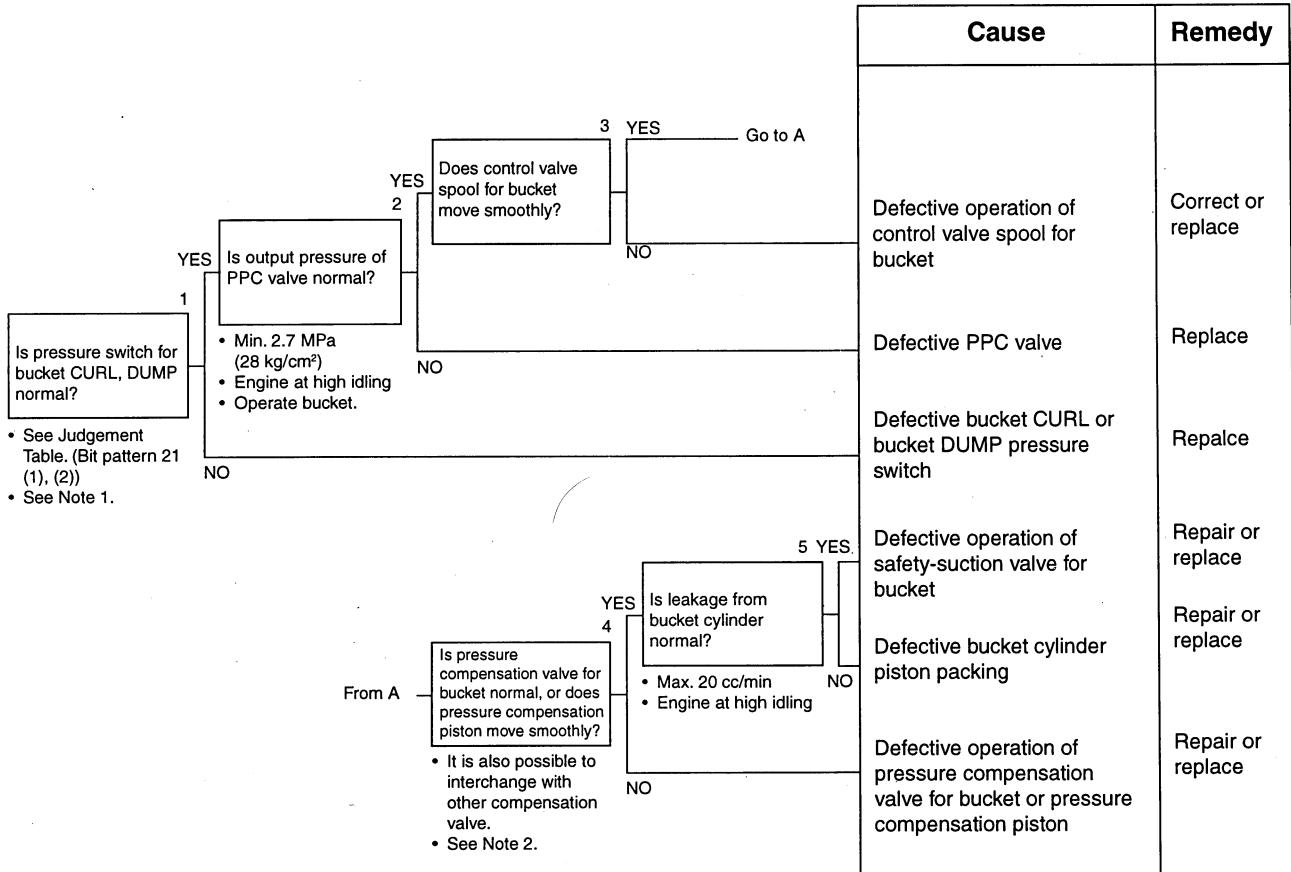 Cause
Remedy
3 YES
Go to A
Does control valve
spool for bucket
move smoothly?
NO
YES
2
Is output pressure of
PPC valve normal?
• Min. 2.7 MPa
(28 kg/cm²)
• Engine at high idling
• Operate bucket.
NO
YES
1
Is pressure switch for
bucket CURL, DUMP
normal?
• See Judgement
Table. (Bit pattern 21
(1), (2))
• See Note 1.
NO
Defective operation of
control valve spool for
bucket
Correct or
replace
Defective PPC valve
Replace
Defective bucket CURL or
bucket DUMP pressure
switch
Repalce
5 YES
Is leakage from
bucket cylinder
normal?
• Max. 20 cc/min
• Engine at high idling
NO
YES
4
From A
Is pressure
compensation valve for
bucket normal, or does
pressure compensation
piston move smoothly?
• It is also possible to
interchange with
other compensation
valve.
• See Note 2.
NO
Defective operation of
safety-suction valve for
bucket
Repair or
replace
Defective bucket cylinder
piston packing
Repair or
replace
Defective operation of
pressure compensation
valve for bucket or pressure
compensation piston
Repair or
replace